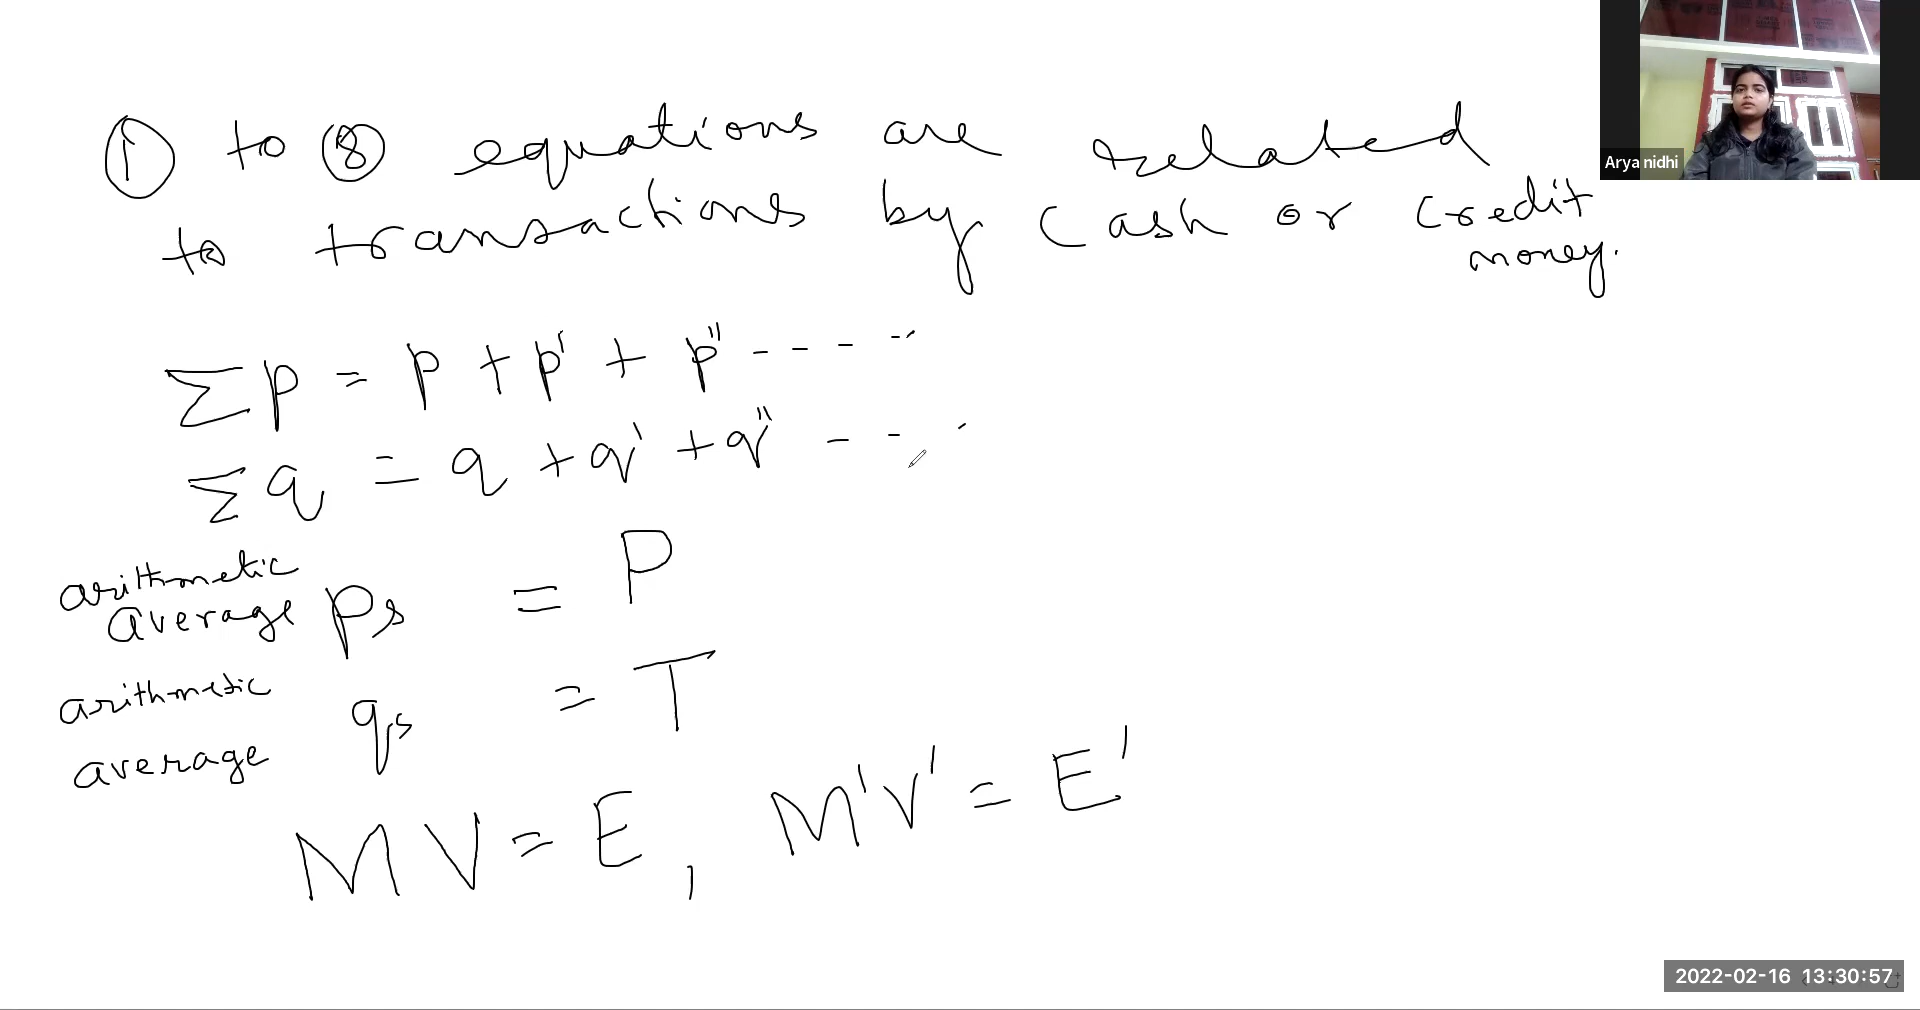 ① to ⑧ equations are related
to transactions by Cash or Credit
money.
Σp = p + p' + p'' - - - -
Σq = q + q' + q'' - - -
arithmetic
average ps = P
arithmetic
average qs = T
MV = E, M'V' = E'
Arya nidhi
2022-02-16 13:30:57